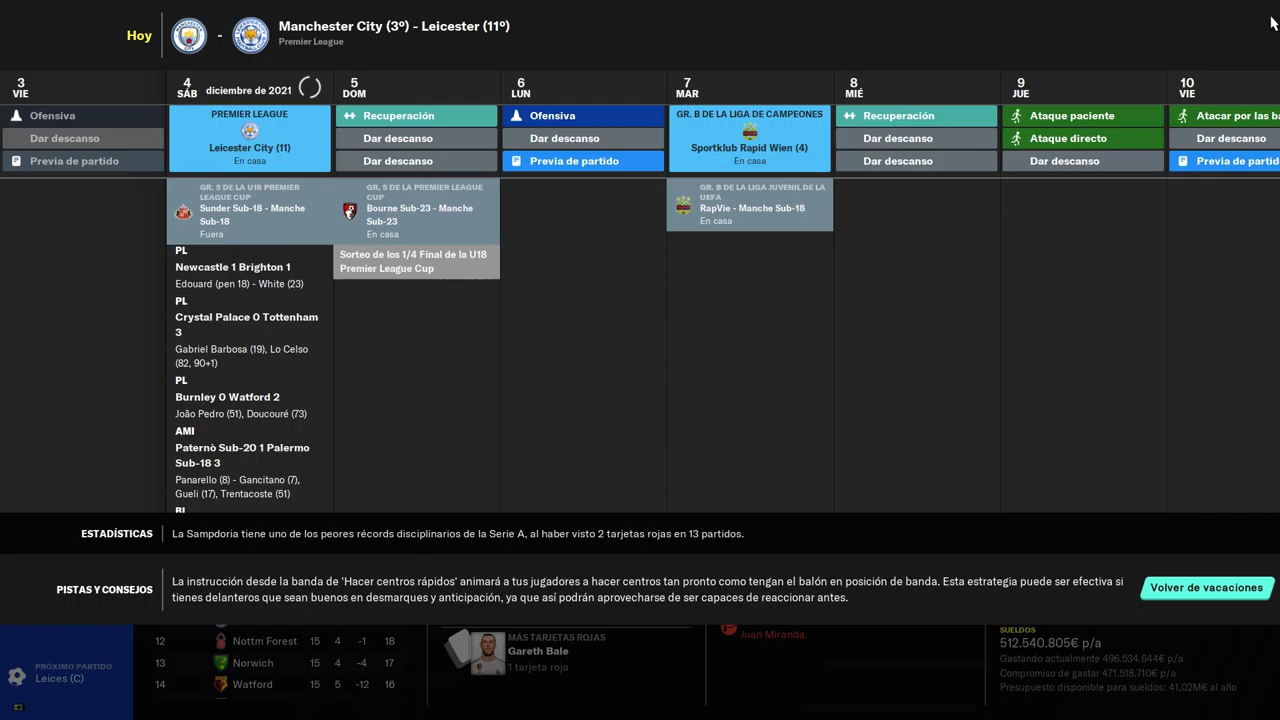 Hoy
Manchester City (3º) - Leicester (11º)
Premier League
3
VIE
4
SÁB
diciembre de 2021
5
DOM
6
LUN
7
MAR
8
MIÉ
9
JUE
10
VIE
Ofensiva
Dar descanso
Previa de partido
PREMIER LEAGUE
Leicester City (11)
En casa
Recuperación
Dar descanso
Dar descanso
Ofensiva
Dar descanso
Previa de partido
GR. B DE LA LIGA DE CAMPEONES
Sportklub Rapid Wien (4)
En casa
Recuperación
Dar descanso
Dar descanso
Ataque paciente
Ataque directo
Dar descanso
Atacar por las ba
Dar descanso
Previa de partid
GR. 5 DE LA U18 PREMIER
LEAGUE CUP
Sunder Sub-18 - Manche
Sub-18
Fuera
GR. 5 DE LA PREMIER LEAGUE
CUP
Bourne Sub-23 - Manche
Sub-23
En casa
Sorteo de los 1/4 Final de la U18
Premier League Cup
GR. B DE LA LIGA JUVENIL DE LA
UEFA
RapVie - Manche Sub-18
En casa
PL
Newcastle 1 Brighton 1
Edouard (pen 18) - White (23)
PL
Crystal Palace 0 Tottenham
3
Gabriel Barbosa (19), Lo Celso
(82, 90+1)
PL
Burnley 0 Watford 2
João Pedro (51), Doucouré (73)
AMI
Paternò Sub-20 1 Palermo
Sub-18 3
Panarello (8) - Gancitano (7),
Gueli (17), Trentacoste (51)
ESTADÍSTICAS
La Sampdoria tiene uno de los peores récords disciplinarios de la Serie A, al haber visto 2 tarjetas rojas en 13 partidos.
PISTAS Y CONSEJOS
La instrucción desde la banda de 'Hacer centros rápidos' animará a tus jugadores a hacer centros tan pronto como tengan el balón en posición de banda. Esta estrategia puede ser efectiva si
tienes delanteros que sean buenos en desmarques y anticipación, ya que así podrán aprovecharse de ser capaces de reaccionar antes.
Volver de vacaciones
PRÓXIMO PARTIDO
Leices (C)
12 Nottm Forest 15 4 -1 18
13 Norwich 15 4 -4 17
14 Watford 15 5 -12 16
MÁS TARJETAS ROJAS
Gareth Bale
1 tarjeta roja
Juan Miranda.
SUELDOS
512.540.805€ p/a
Gastando actualmente 496.534.644€ p/a
Compromiso de gastar 471.518.710€ p/a
Presupuesto disponible para sueldos: 41,02M€ al año